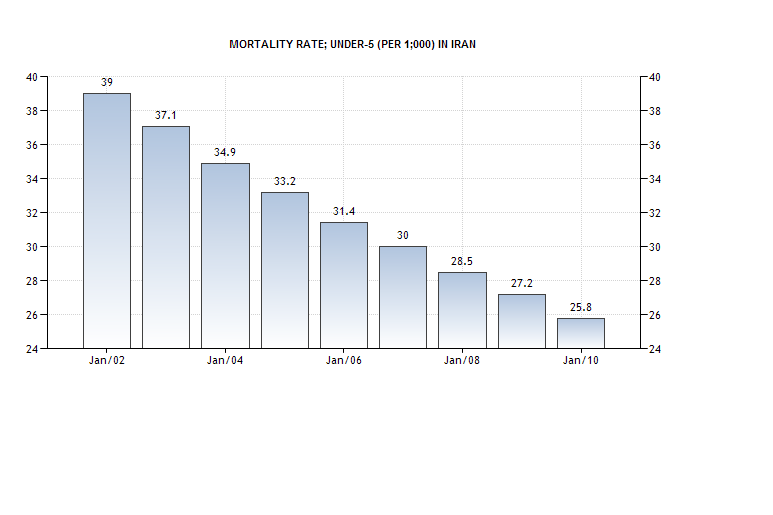 MORTALITY RATE; UNDER-5 (PER 1;000) IN IRAN
40 39 40
38 37.1 38
36 34.9 36
34 33.2 34
32 31.4 32
30 30 30
28 28.5 28
26 27.2 26
24 25.8 24
Jan/02 Jan/04 Jan/06 Jan/08 Jan/10